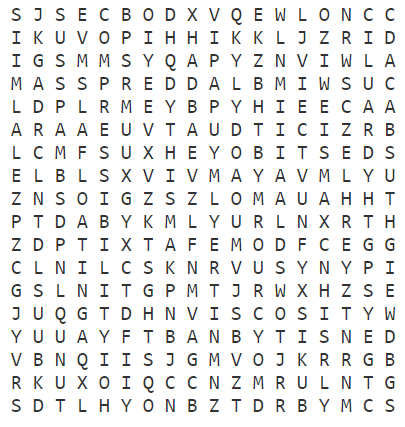 S J S E C B O D X V Q E W L O N C C
I K U V O P I H H I K K L J Z R I D
I G S M M S Y Q A P Y Z N V I W L A
M A S S P R E D D A L B M I W S U C
L D P L R M E Y B P Y H I E E C A A
A R A A E U V T A U D T I C I Z R B
L C M F S U X H E Y O B I T S E D S
E L B L S X V I V M A Y A V M L Y U
Z N S O I G Z S Z L O M A U A H H T
P T D A B Y K M L Y U R L N X R T H
Z D P T I X T A F E M O D F C E G G
C L N I L C S K N R V U S Y N Y P I
G S L N I T G P M T J R W X H Z S E
J U Q G T D H N V I S C O S I T Y W
Y U U A Y F T B A N B Y T I S N E D
V B N Q I I S J G M V O J K R R G B
R K U X O I Q C C N Z M R U L N T G
S D T L H Y O N B Z T D R B Y M C S